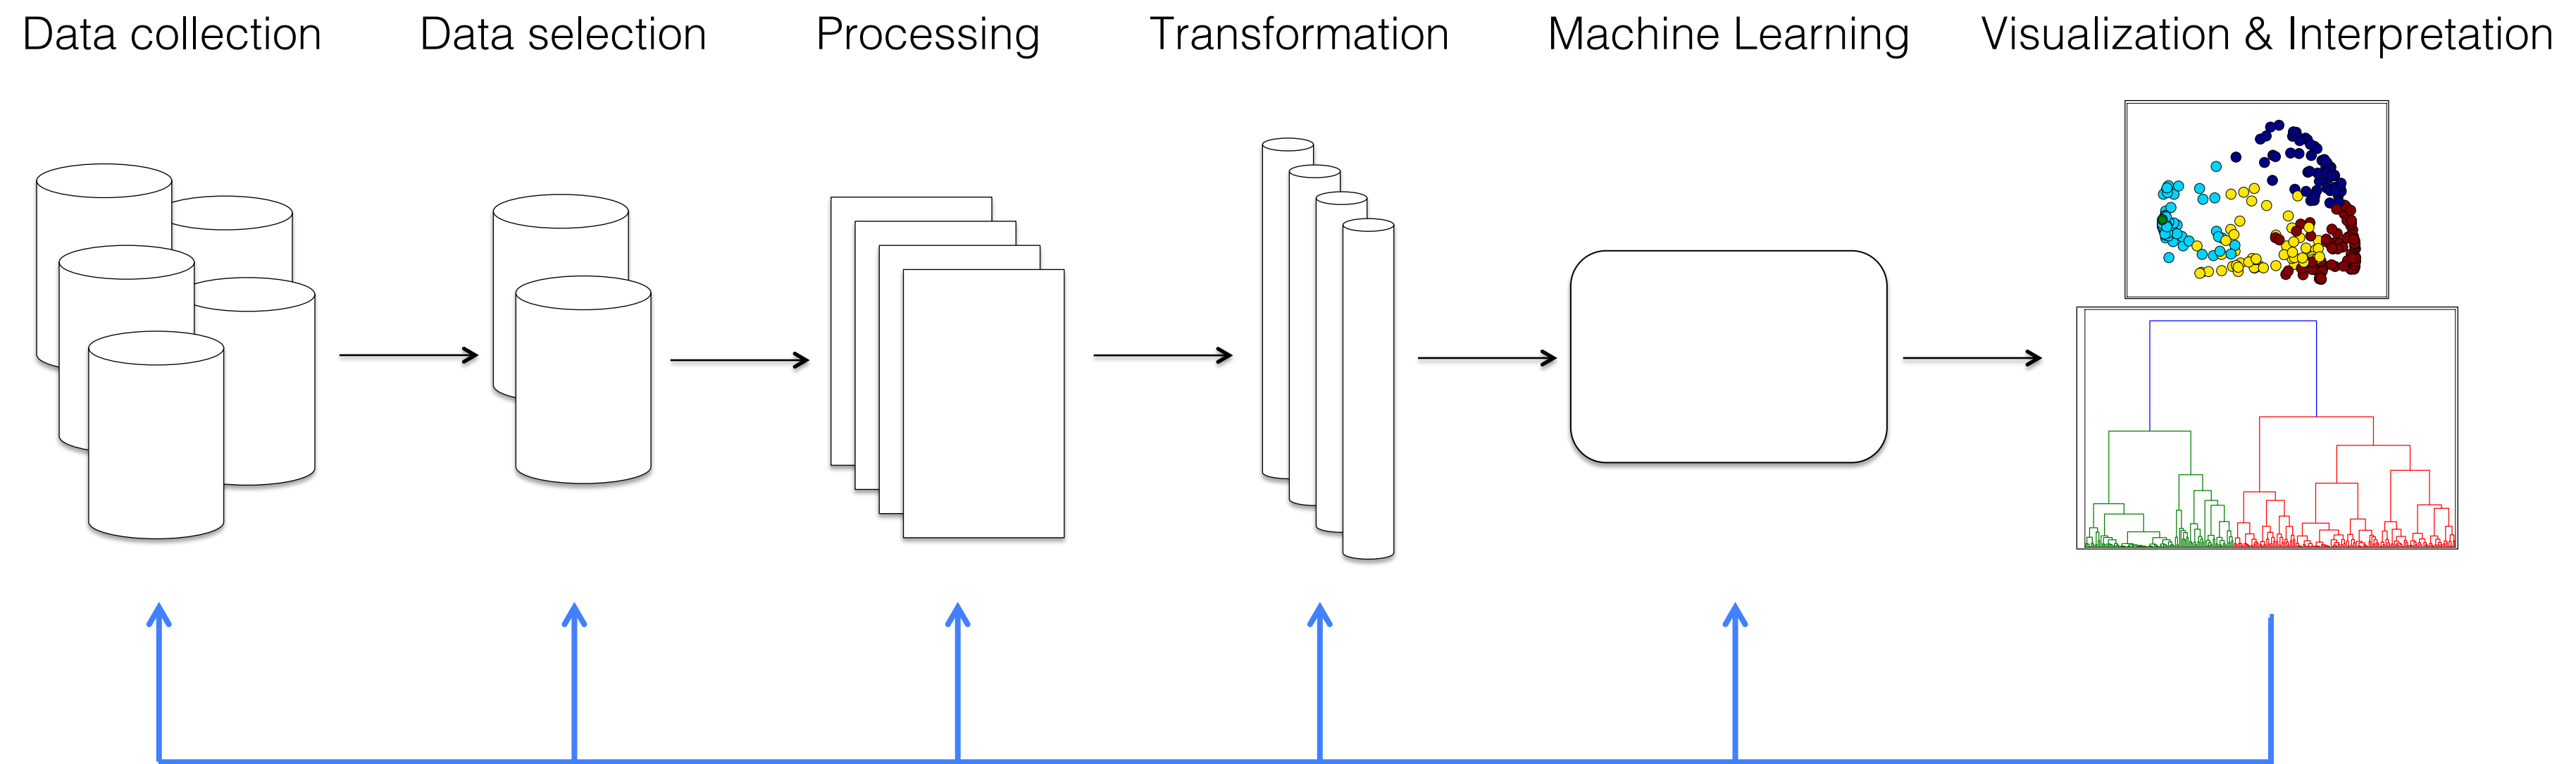 Data collection
Data selection
Processing
Transformation
Machine Learning
Visualization & Interpretation